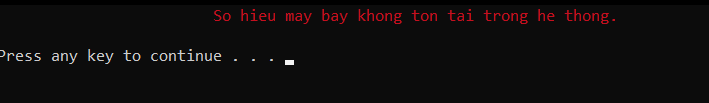 So hieu may bay khong ton tai trong he thong.
Press any key to continue . . .